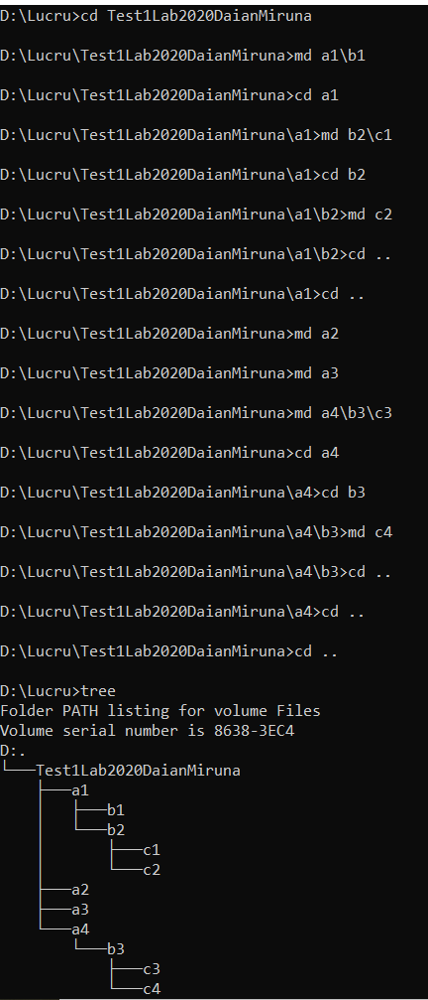 D:\Lucru>cd Test1Lab2020DaianMiruna
D:\Lucru\Test1Lab2020DaianMiruna>md a1\b1
D:\Lucru\Test1Lab2020DaianMiruna>cd a1
D:\Lucru\Test1Lab2020DaianMiruna\a1>md b2\c1
D:\Lucru\Test1Lab2020DaianMiruna\a1>cd b2
D:\Lucru\Test1Lab2020DaianMiruna\a1\b2>md c2
D:\Lucru\Test1Lab2020DaianMiruna\a1\b2>cd ..
D:\Lucru\Test1Lab2020DaianMiruna\a1>cd ..
D:\Lucru\Test1Lab2020DaianMiruna>md a2
D:\Lucru\Test1Lab2020DaianMiruna>md a3
D:\Lucru\Test1Lab2020DaianMiruna>md a4\b3\c3
D:\Lucru\Test1Lab2020DaianMiruna>cd a4
D:\Lucru\Test1Lab2020DaianMiruna\a4>cd b3
D:\Lucru\Test1Lab2020DaianMiruna\a4\b3>md c4
D:\Lucru\Test1Lab2020DaianMiruna\a4\b3>cd ..
D:\Lucru\Test1Lab2020DaianMiruna\a4>cd ..
D:\Lucru\Test1Lab2020DaianMiruna>cd ..
D:\Lucru>tree
Folder PATH listing for volume Files
Volume serial number is 8638-3EC4
D:.
└───Test1Lab2020DaianMiruna
    ├───a1
    │   ├───b1
    │   └───b2
    │       ├───c1
    │       └───c2
    ├───a2
    ├───a3
    └───a4
        └───b3
            ├───c3
            └───c4